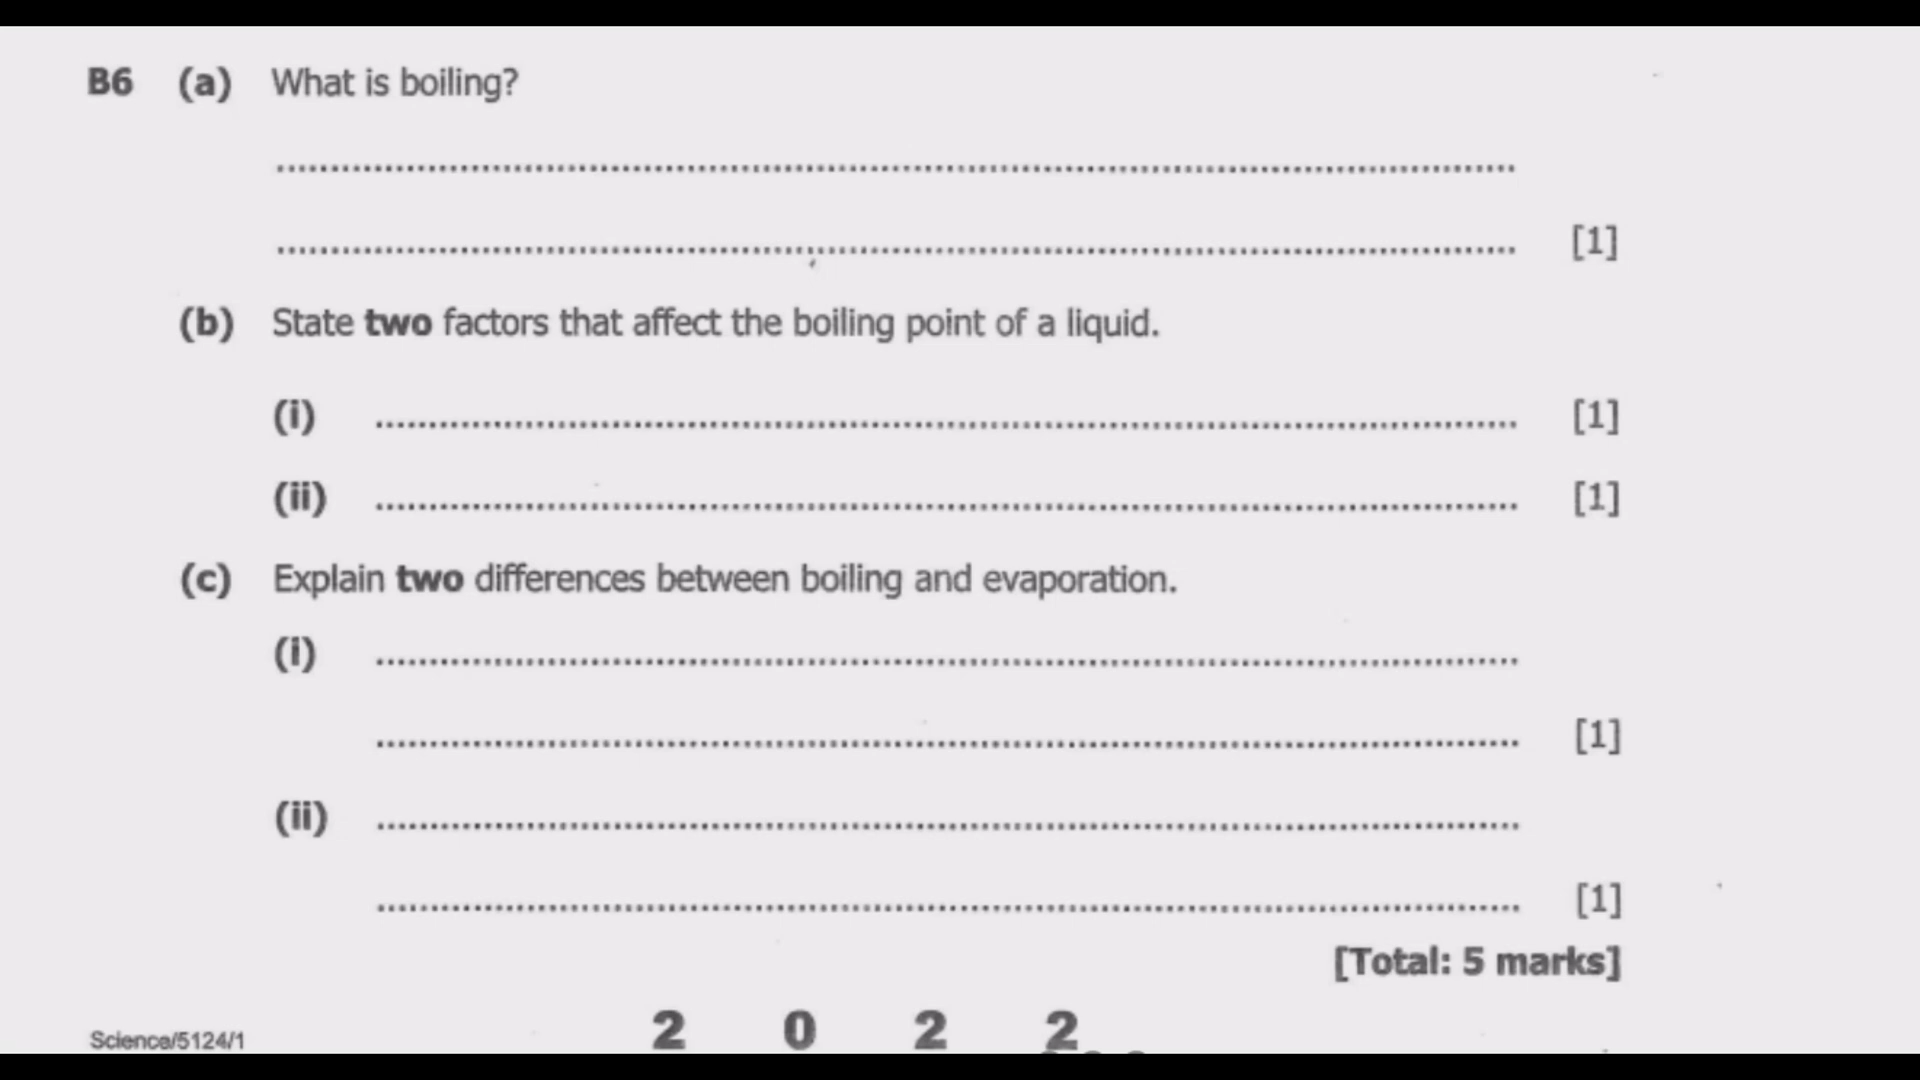 B6 (a) What is boiling?
[1]
(b) State two factors that affect the boiling point of a liquid.
(i) [1]
(ii) [1]
(c) Explain two differences between boiling and evaporation.
(i)
[1]
(ii)
[1]
[Total: 5 marks]
Science/5124/1 2 0 2 2